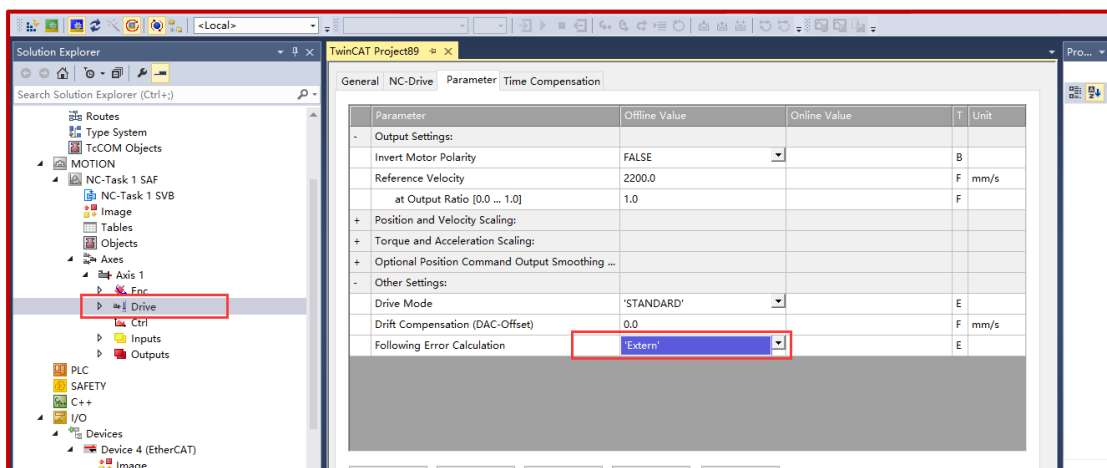 <Local>
Solution Explorer
Search Solution Explorer (Ctrl+;)
Routes
Type System
TcCOM Objects
MOTION
NC-Task 1 SAF
NC-Task 1 SVB
Image
Tables
Objects
Axes
Axis 1
Enc
Drive
Ctrl
Inputs
Outputs
PLC
SAFETY
C++
I/O
Devices
Device 4 (EtherCAT)
Image
TwinCAT Project89
General NC-Drive Parameter Time Compensation
Parameter Offline Value Online Value T Unit
- Output Settings:
Invert Motor Polarity FALSE B
Reference Velocity 2200.0 F mm/s
at Output Ratio [0.0 ... 1.0] 1.0 F
+ Position and Velocity Scaling:
+ Torque and Acceleration Scaling:
+ Optional Position Command Output Smoothing ...
- Other Settings:
Drive Mode 'STANDARD' E
Drift Compensation (DAC-Offset) 0.0 F mm/s
Following Error Calculation 'Extern' E
Pro...